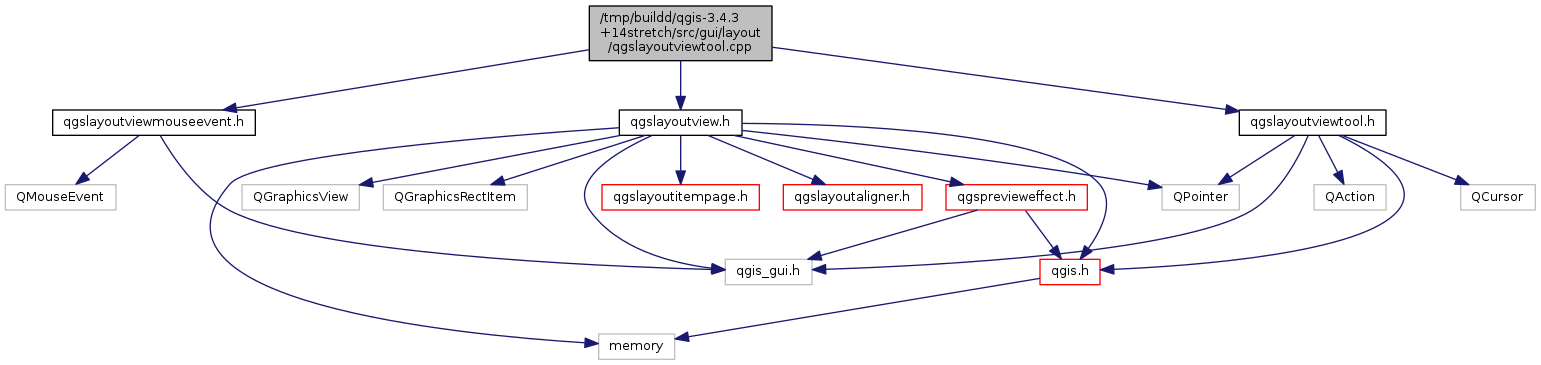 /tmp/buildd/qgis-3.4.3
+14stretch/src/gui/layout
/qgslayoutviewtool.cpp
qgslayoutviewmouseevent.h
qgslayoutview.h
qgslayoutviewtool.h
QMouseEvent
QGraphicsView
QGraphicsRectItem
qgslayoutitempage.h
qgslayoutaligner.h
qgsprevieweffect.h
QPointer
QAction
QCursor
qgis_gui.h
qgis.h
memory